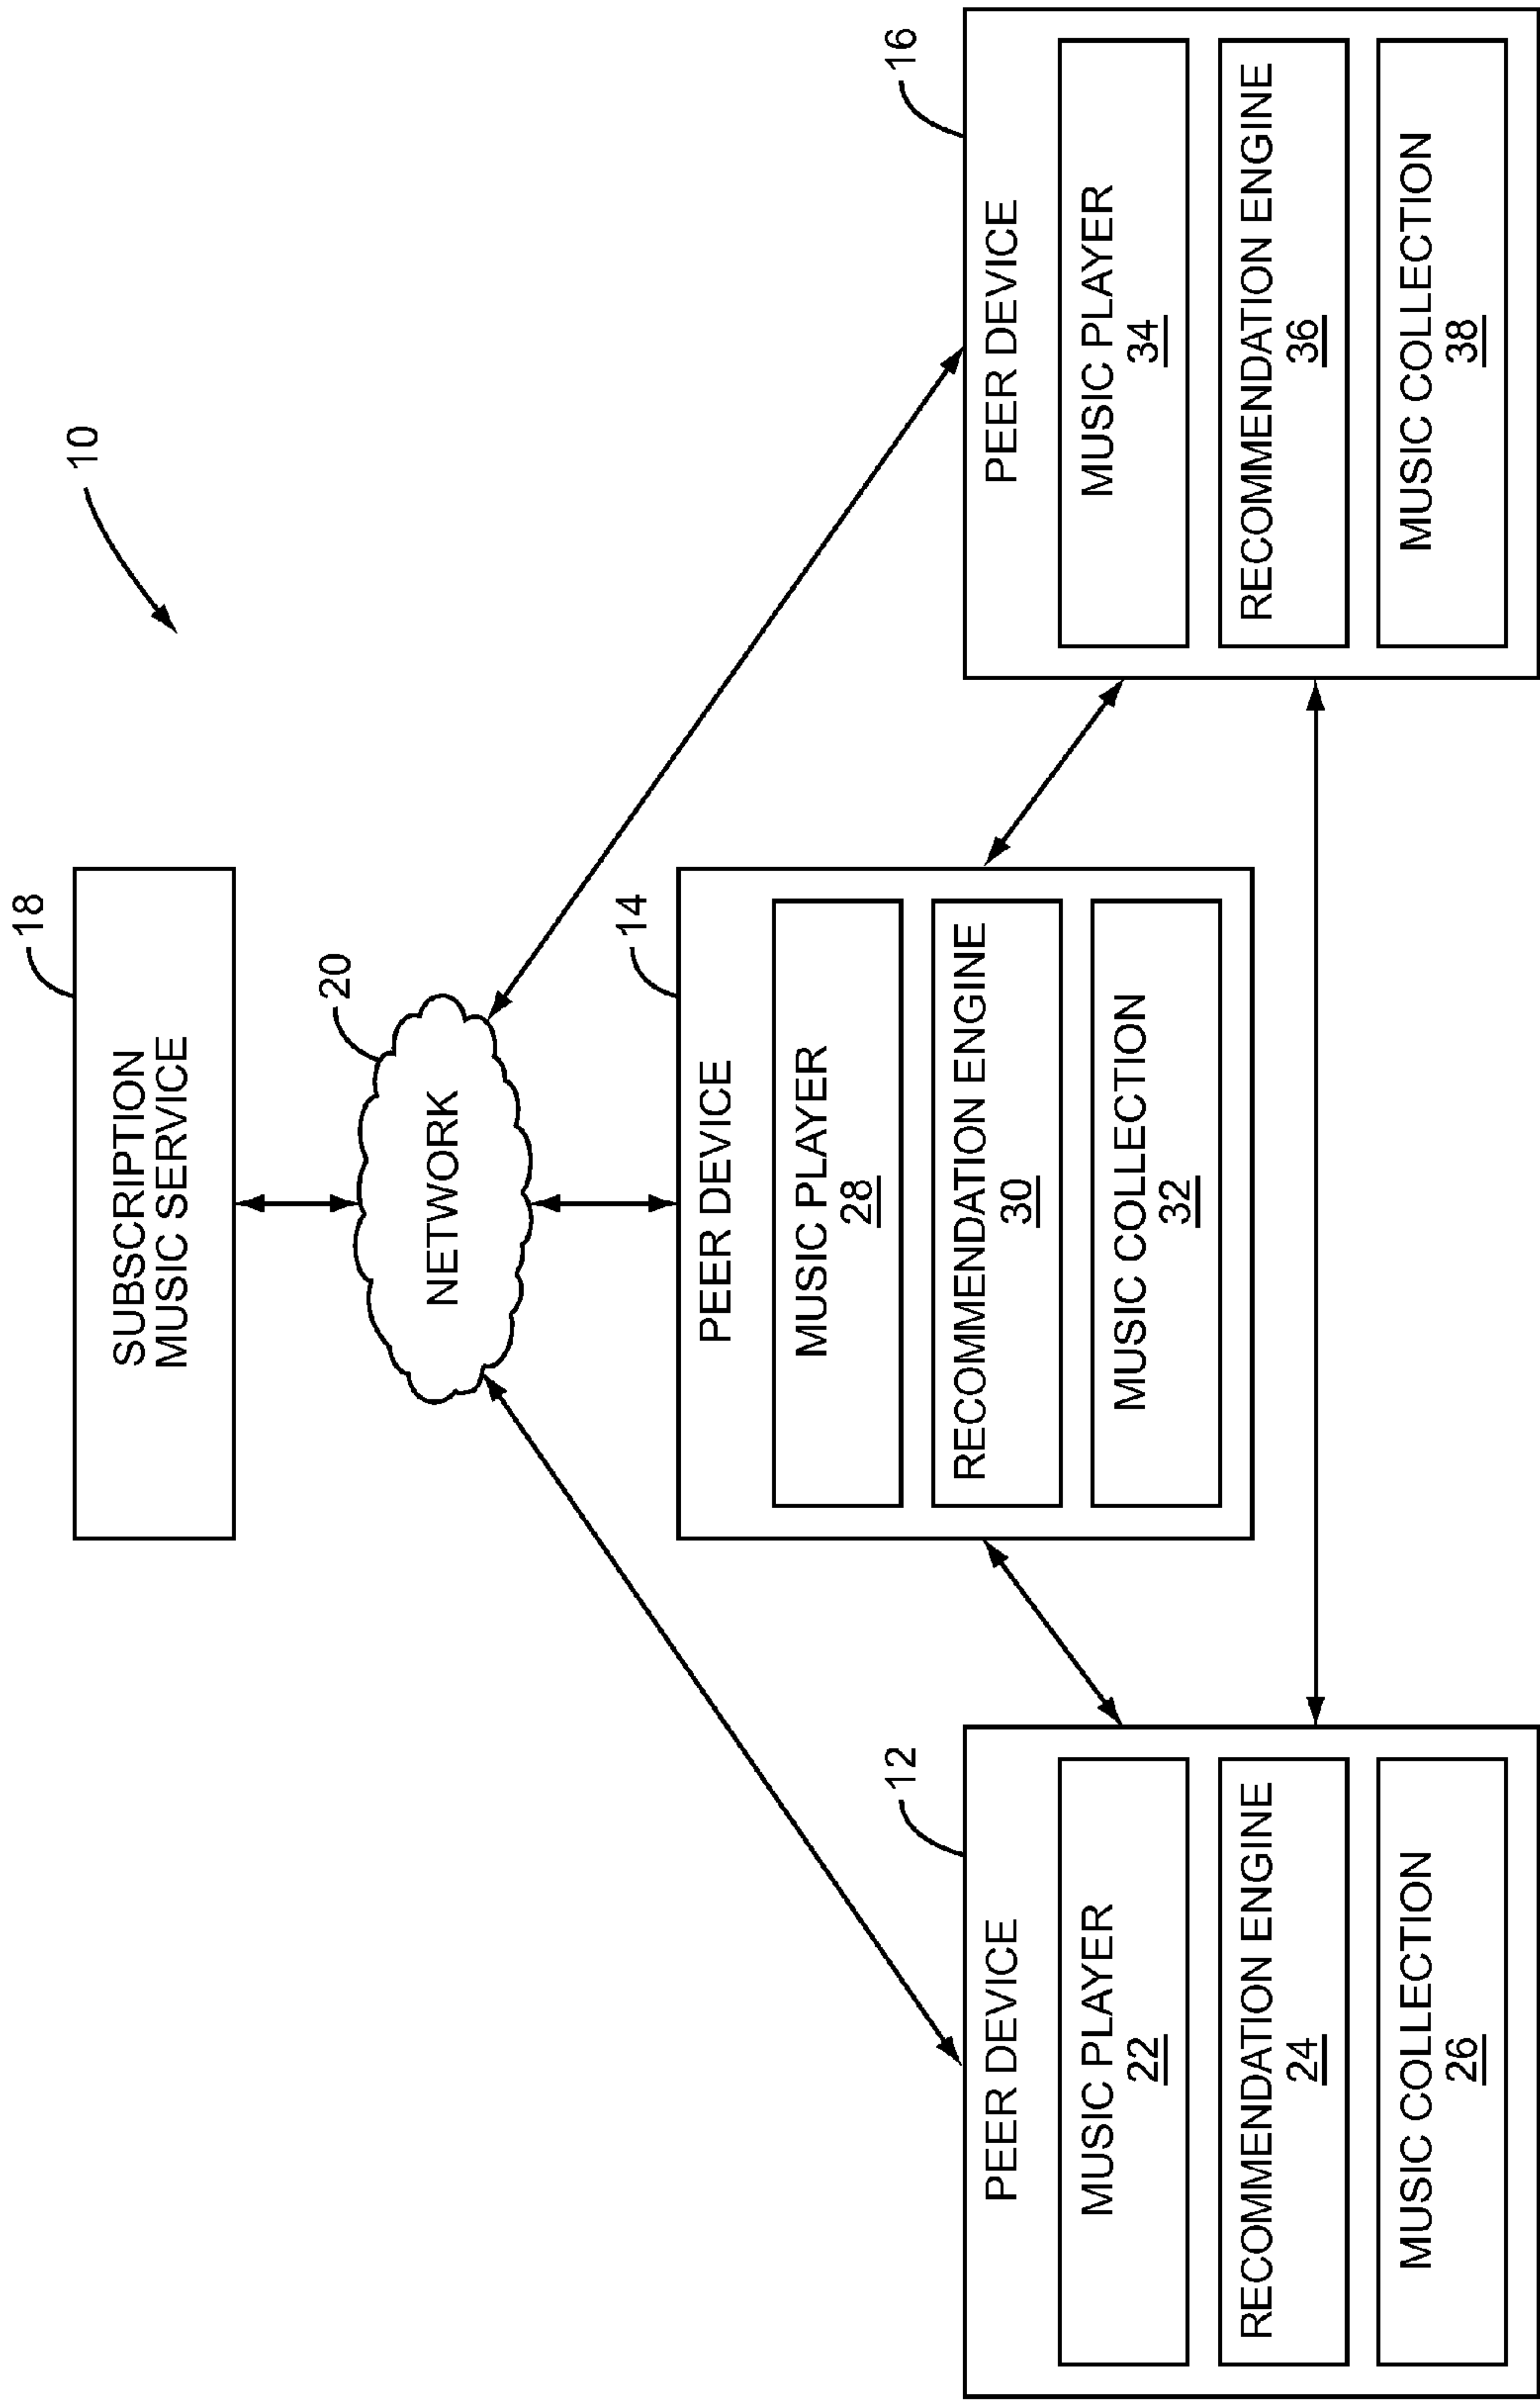 10
18
SUBSCRIPTION
MUSIC SERVICE
20
NETWORK
14
PEER DEVICE
MUSIC PLAYER
28
RECOMMENDATION ENGINE
30
MUSIC COLLECTION
32
12
PEER DEVICE
MUSIC PLAYER
22
RECOMMENDATION ENGINE
24
MUSIC COLLECTION
26
16
PEER DEVICE
MUSIC PLAYER
34
RECOMMENDATION ENGINE
36
MUSIC COLLECTION
38